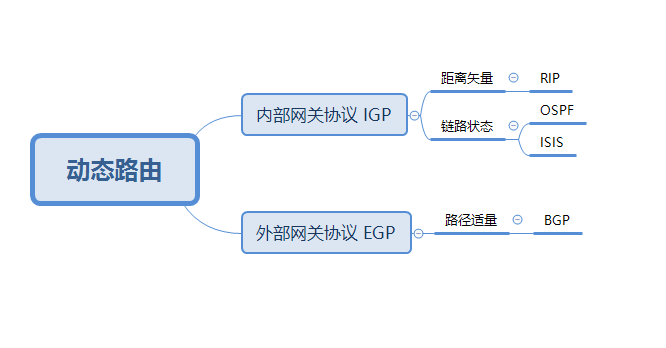 动态路由
内部网关协议 IGP
距离矢量
RIP
链路状态
OSPF
ISIS
外部网关协议 EGP
路径适量
BGP